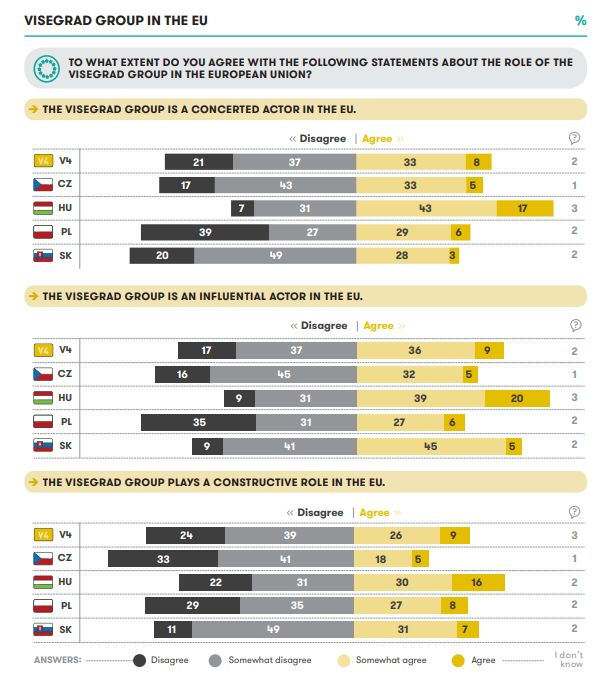 VISEGRAD GROUP IN THE EU %
TO WHAT EXTENT DO YOU AGREE WITH THE FOLLOWING STATEMENTS ABOUT THE ROLE OF THE
VISEGRAD GROUP IN THE EUROPEAN UNION?
THE VISEGRAD GROUP IS A CONCERTED ACTOR IN THE EU.
« Disagree | Agree » ?
V4 V4 21 37 33 8 2
CZ 17 43 33 5 1
HU 7 31 43 17 3
PL 39 27 29 6 2
SK 20 49 28 3 2
THE VISEGRAD GROUP IS AN INFLUENTIAL ACTOR IN THE EU.
« Disagree | Agree » ?
V4 V4 17 37 36 9 2
CZ 16 45 32 5 1
HU 9 31 39 20 3
PL 35 31 27 6 2
SK 9 41 45 5 2
THE VISEGRAD GROUP PLAYS A CONSTRUCTIVE ROLE IN THE EU.
« Disagree | Agree » ?
V4 V4 24 39 26 9 3
CZ 33 41 18 5 1
HU 22 31 30 16 2
PL 29 35 27 8 2
SK 11 49 31 7 2
ANSWERS: Disagree Somewhat disagree Somewhat agree Agree I don't
know